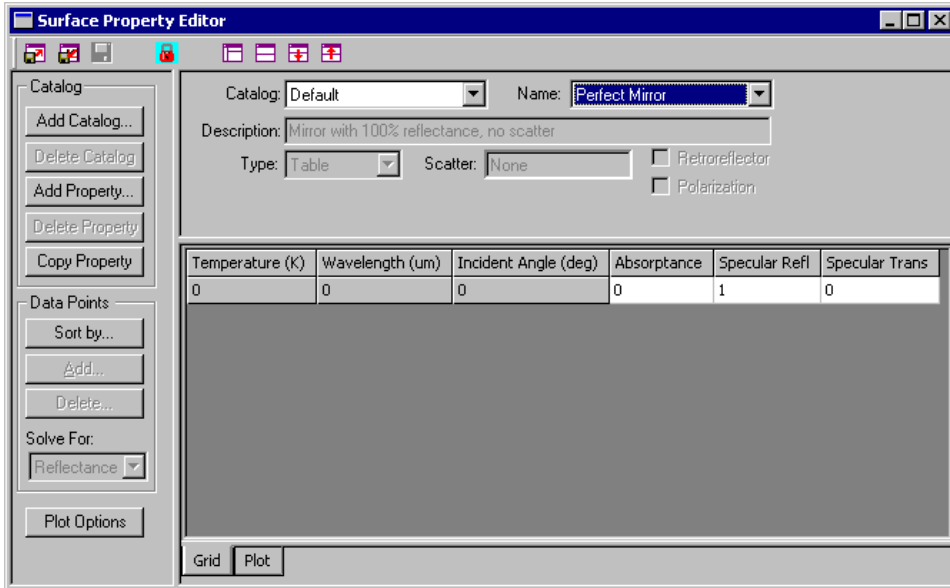 Surface Property Editor
Catalog
Add Catalog...
Delete Catalog
Add Property...
Delete Property
Copy Property
Data Points
Sort by...
Add...
Delete...
Solve For:
Reflectance
Plot Options
Catalog: Default Name: Perfect Mirror
Description: Mirror with 100% reflectance, no scatter
Type: Table Scatter: None Retroreflector
Polarization
Temperature (K) Wavelength (um) Incident Angle (deg) Absorptance Specular Refl Specular Trans
0 0 0 0 1 0
Grid Plot